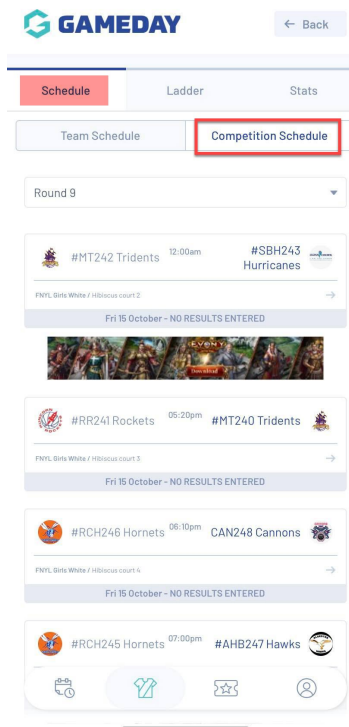 GAMEDAY
← Back
Schedule Ladder Stats
Team Schedule Competition Schedule
Round 9
#MT242 Tridents 12:00am #SBH243
Hurricanes
FNYL Girls White / Hibiscus court 2 →
Fri 15 October - NO RESULTS ENTERED
EVONY
Download
#RR241 Rockets 05:20pm #MT240 Tridents
FNYL Girls White / Hibiscus court 3 →
Fri 15 October - NO RESULTS ENTERED
#RCH246 Hornets 06:10pm CAN248 Cannons
FNYL Girls White / Hibiscus court 4 →
Fri 15 October - NO RESULTS ENTERED
#RCH245 Hornets 07:00pm #AHB247 Hawks